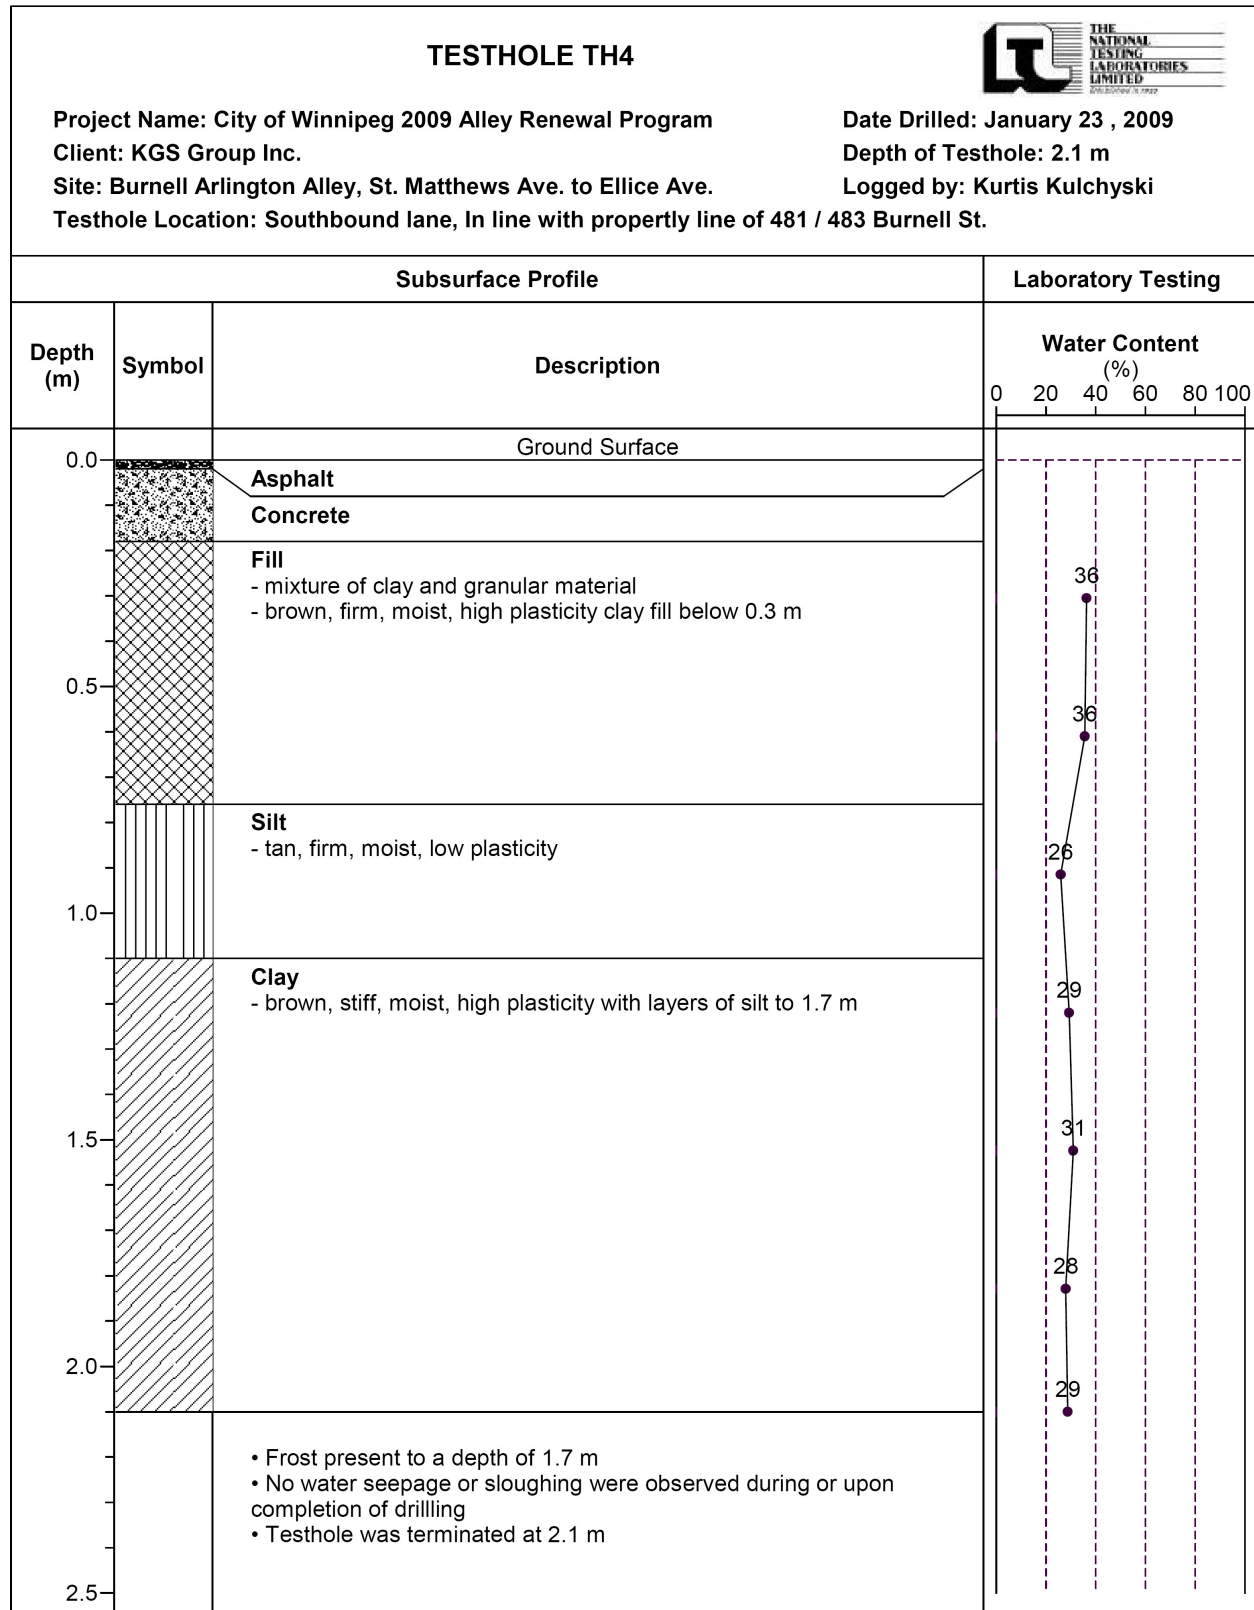 TESTHOLE TH4
THE
NATIONAL
TESTING
LABORATORIES
LIMITED
Established in 1923
Project Name: City of Winnipeg 2009 Alley Renewal Program
Date Drilled: January 23 , 2009
Client: KGS Group Inc.
Depth of Testhole: 2.1 m
Site: Burnell Arlington Alley, St. Matthews Ave. to Ellice Ave.
Logged by: Kurtis Kulchyski
Testhole Location: Southbound lane, In line with propertly line of 481 / 483 Burnell St.
Subsurface Profile
Laboratory Testing
Depth
(m)
Symbol
Description
Water Content
(%)
0 20 40 60 80 100
Ground Surface
0.0
Asphalt
Concrete
Fill
- mixture of clay and granular material
- brown, firm, moist, high plasticity clay fill below 0.3 m
36
0.5
36
Silt
- tan, firm, moist, low plasticity
26
1.0
Clay
- brown, stiff, moist, high plasticity with layers of silt to 1.7 m
29
1.5
31
28
2.0
29
• Frost present to a depth of 1.7 m
• No water seepage or sloughing were observed during or upon
completion of drillling
• Testhole was terminated at 2.1 m
2.5